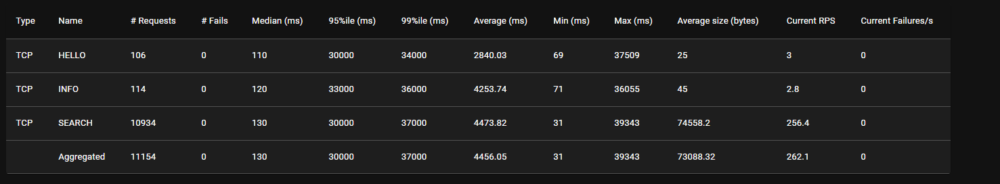 Type Name # Requests # Fails Median (ms) 95%ile (ms) 99%ile (ms) Average (ms) Min (ms) Max (ms) Average size (bytes) Current RPS Current Failures/s
TCP HELLO 106 0 110 30000 34000 2840.03 69 37509 25 3 0
TCP INFO 114 0 120 33000 36000 4253.74 71 36055 45 2.8 0
TCP SEARCH 10934 0 130 30000 37000 4473.82 31 39343 74558.2 256.4 0
Aggregated 11154 0 130 30000 37000 4456.05 31 39343 73088.32 262.1 0